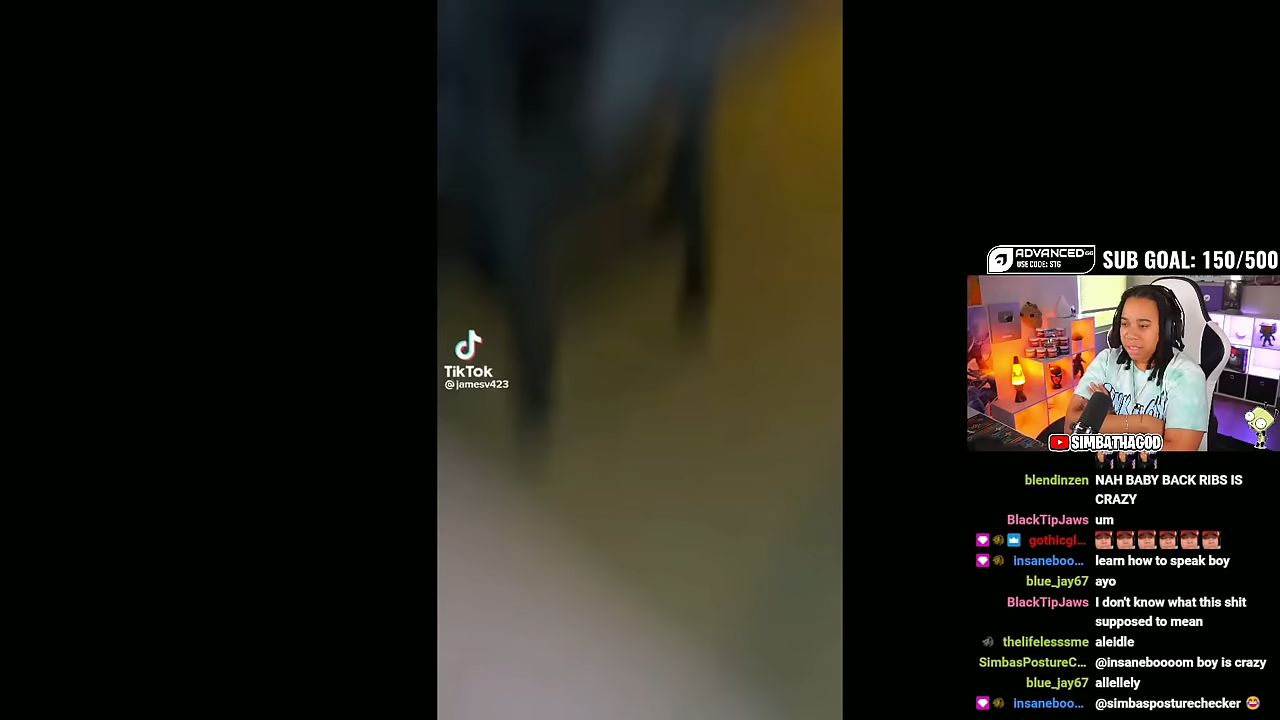 TikTok
@jamesv423
ADVANCED GG
USE CODE: STG
SUB GOAL: 150/500
SIMBATHAGOD
blendinzen NAH BABY BACK RIBS IS
CRAZY
BlackTipJaws um
gothicgl...
insaneboo... learn how to speak boy
blue_jay67 ayo
BlackTipJaws I don't know what this shit
supposed to mean
thelifelesssme aleidle
SimbasPostureC... @insaneboooom boy is crazy
blue_jay67 allellely
insaneboo... @simbasposturechecker 😂